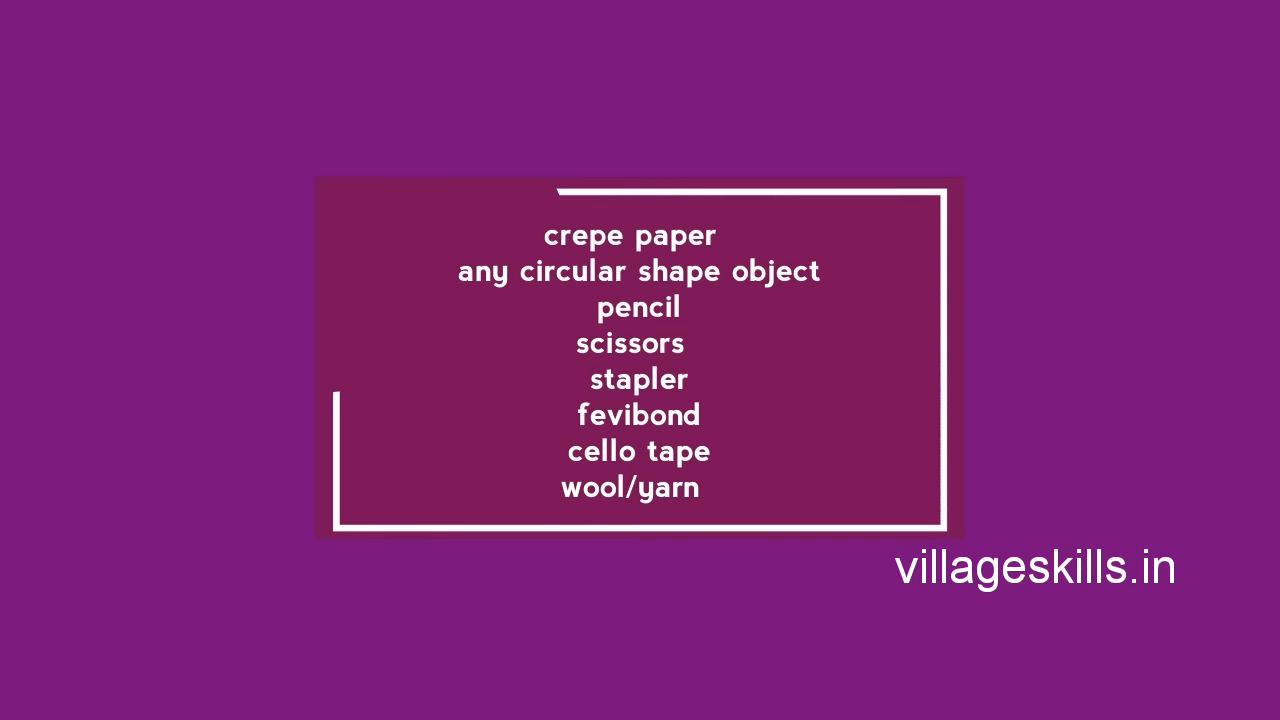 crepe paper
any circular shape object
pencil
scissors
stapler
fevibond
cello tape
wool/yarn
villageskills.in